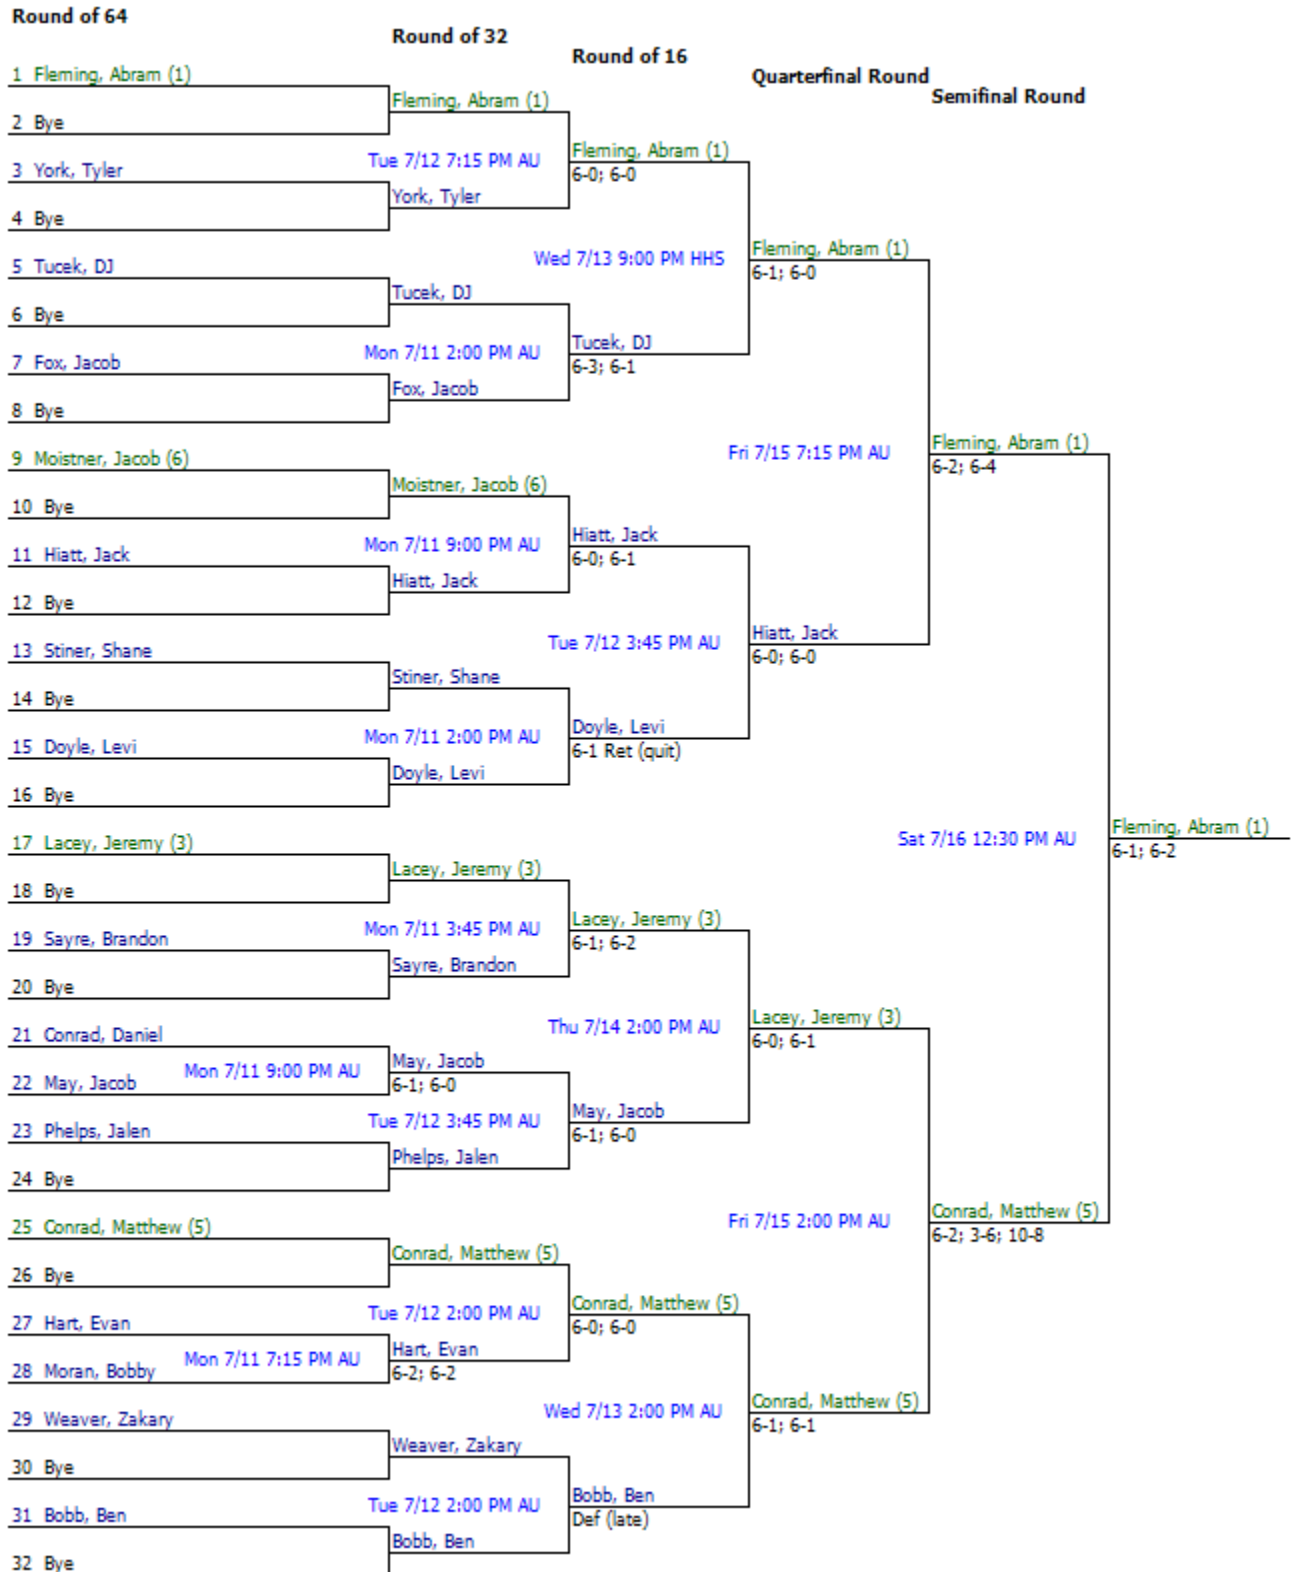 Round of 64
Round of 32
Round of 16
Quarterfinal Round
Semifinal Round
1 Fleming, Abram (1)
Fleming, Abram (1)
2 Bye
Fleming, Abram (1)
Tue 7/12 7:15 PM AU
3 York, Tyler
6-0; 6-0
York, Tyler
4 Bye
Fleming, Abram (1)
Wed 7/13 9:00 PM HHS
5 Tucek, DJ
6-1; 6-0
Tucek, DJ
6 Bye
Tucek, DJ
Mon 7/11 2:00 PM AU
7 Fox, Jacob
6-3; 6-1
Fox, Jacob
8 Bye
Fleming, Abram (1)
Fri 7/15 7:15 PM AU
9 Moistner, Jacob (6)
6-2; 6-4
Moistner, Jacob (6)
10 Bye
Hiatt, Jack
Mon 7/11 9:00 PM AU
11 Hiatt, Jack
6-0; 6-1
Hiatt, Jack
12 Bye
Hiatt, Jack
Tue 7/12 3:45 PM AU
13 Stiner, Shane
6-0; 6-0
Stiner, Shane
14 Bye
Doyle, Levi
Mon 7/11 2:00 PM AU
15 Doyle, Levi
6-1 Ret (quit)
Doyle, Levi
16 Bye
Fleming, Abram (1)
Sat 7/16 12:30 PM AU
17 Lacey, Jeremy (3)
6-1; 6-2
Lacey, Jeremy (3)
18 Bye
Lacey, Jeremy (3)
Mon 7/11 3:45 PM AU
19 Sayre, Brandon
6-1; 6-2
Sayre, Brandon
20 Bye
Lacey, Jeremy (3)
Thu 7/14 2:00 PM AU
21 Conrad, Daniel
6-0; 6-1
May, Jacob
Mon 7/11 9:00 PM AU
22 May, Jacob
6-1; 6-0
May, Jacob
Tue 7/12 3:45 PM AU
23 Phelps, Jalen
6-1; 6-0
Phelps, Jalen
24 Bye
Conrad, Matthew (5)
Fri 7/15 2:00 PM AU
25 Conrad, Matthew (5)
6-2; 3-6; 10-8
Conrad, Matthew (5)
26 Bye
Conrad, Matthew (5)
Tue 7/12 2:00 PM AU
27 Hart, Evan
6-0; 6-0
Hart, Evan
Mon 7/11 7:15 PM AU
28 Moran, Bobby
6-2; 6-2
Conrad, Matthew (5)
Wed 7/13 2:00 PM AU
29 Weaver, Zakary
6-1; 6-1
Weaver, Zakary
30 Bye
Bobb, Ben
Tue 7/12 2:00 PM AU
31 Bobb, Ben
Def (late)
Bobb, Ben
32 Bye